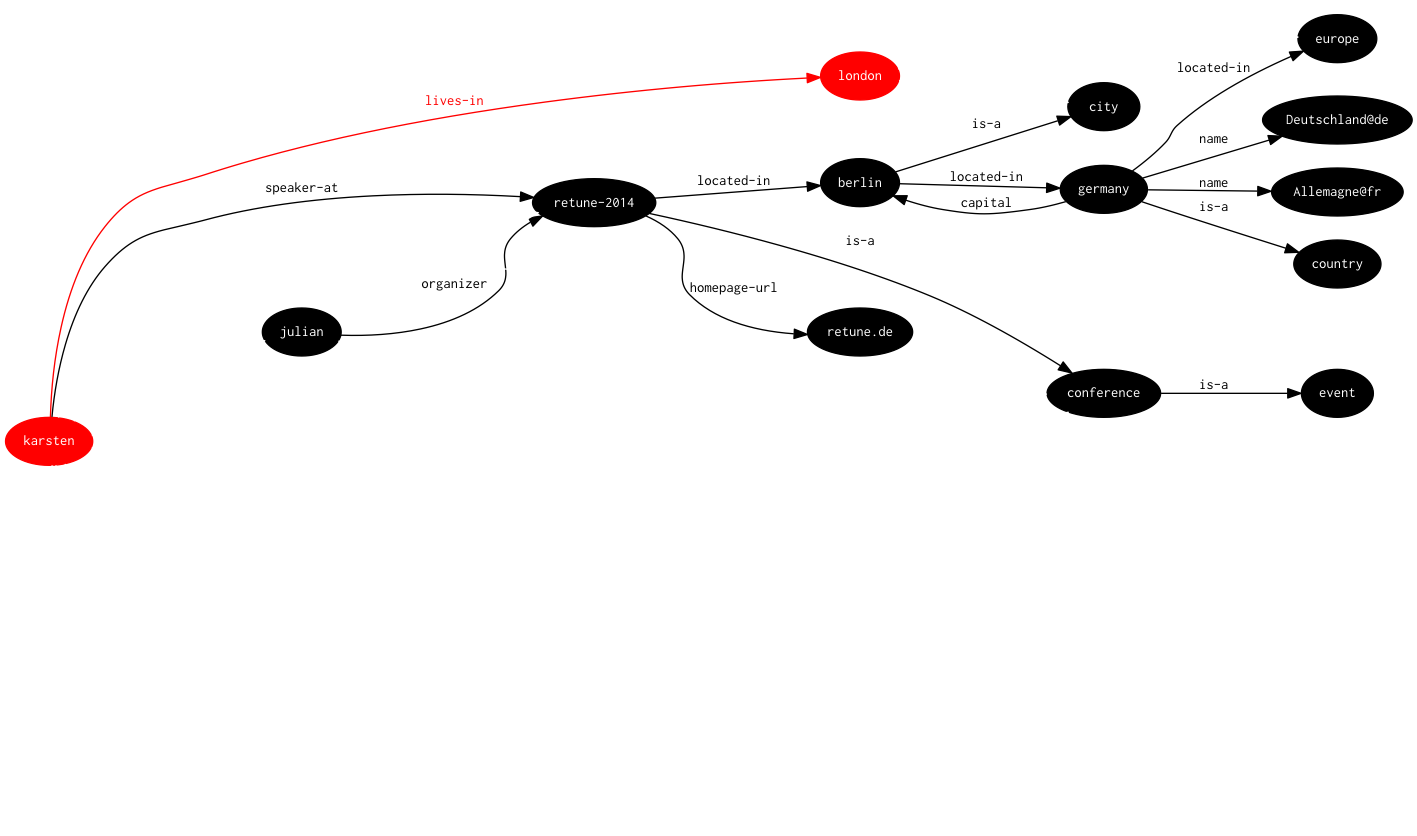 europe
located-in
london
lives-in
city
is-a
Deutschland@de
name
speaker-at
retune-2014
located-in
berlin
located-in
capital
germany
name
Allemagne@fr
is-a
is-a
country
organizer
homepage-url
julian
retune.de
conference
is-a
event
karsten